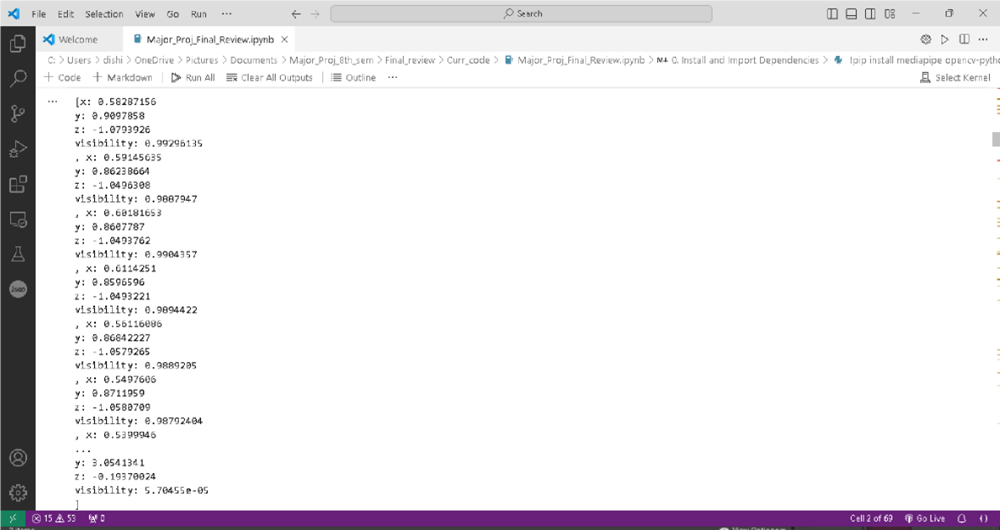 File Edit Selection View Go Run ··· Search
Welcome Major_Proj_Final_Review.ipynb
C: > Users > dishi > OneDrive > Pictures > Documents > Major_Proj_8th_sem > Final_review > Curr_code > Major_Proj_Final_Review.ipynb > M↓ 0. Install and Import Dependencies > !pip install mediapipe opencv-pytho
+ Code + Markdown Run All Clear All Outputs Outline ··· Select Kernel
··· [x: 0.58287156
y: 0.9097858
z: -1.0793926
visibility: 0.99296135
, x: 0.59145635
y: 0.86238664
z: -1.0496308
visibility: 0.9887947
, x: 0.60181653
y: 0.8607787
z: -1.0493762
visibility: 0.9904357
, x: 0.6114251
y: 0.8596596
z: -1.0493221
visibility: 0.9894422
, x: 0.56116086
y: 0.86842227
z: -1.0579265
visibility: 0.9889205
, x: 0.5497606
y: 0.8711959
z: -1.0580709
visibility: 0.98792404
, x: 0.5399946
...
y: 3.0541341
z: -0.19370024
visibility: 5.70455e-05
]
15 53 0 Cell 2 of 69 Go Live